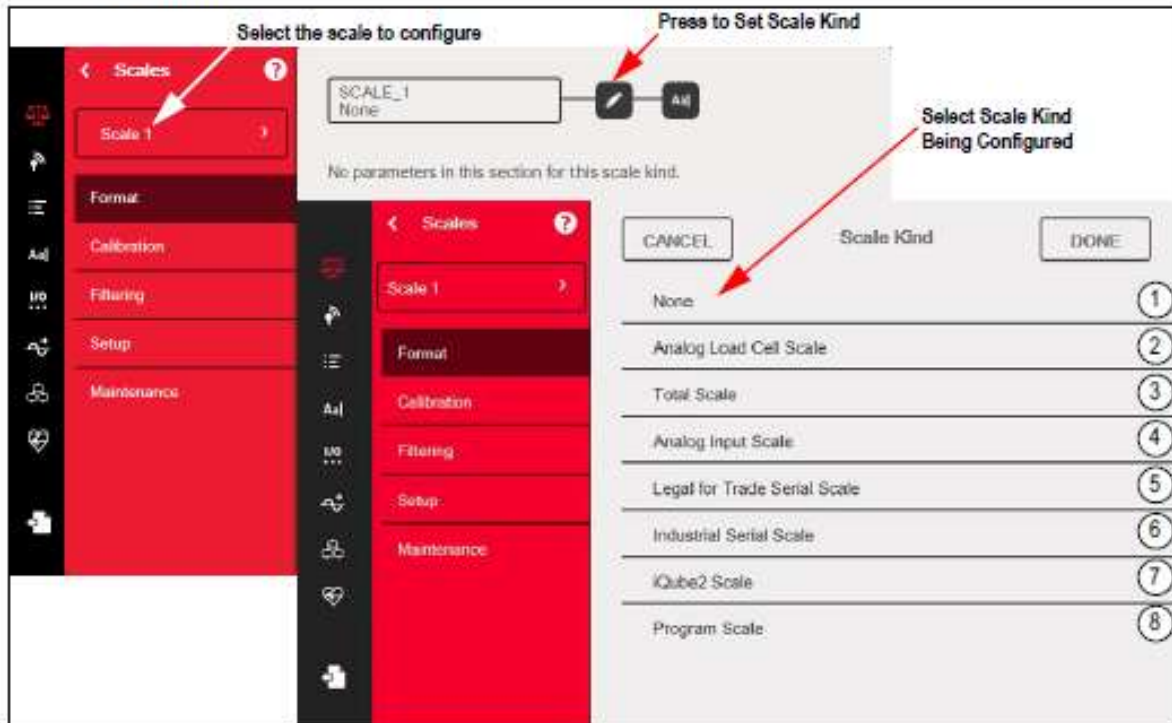 Select the scale to configure
Press to Set Scale Kind
Scales ?
SCALE_1
None
Aa|
Scale 1
Select Scale Kind
Being Configured
No parameters in this section for this scale kind.
Format
Calibration
Filtering
Setup
Maintenance
Aa|
I/O
Scales ?
Scale 1
Format
Calibration
Filtering
Setup
Maintenance
Aa|
I/O
CANCEL Scale Kind DONE
None 1
Analog Load Cell Scale 2
Total Scale 3
Analog Input Scale 4
Legal for Trade Serial Scale 5
Industrial Serial Scale 6
iQube2 Scale 7
Program Scale 8